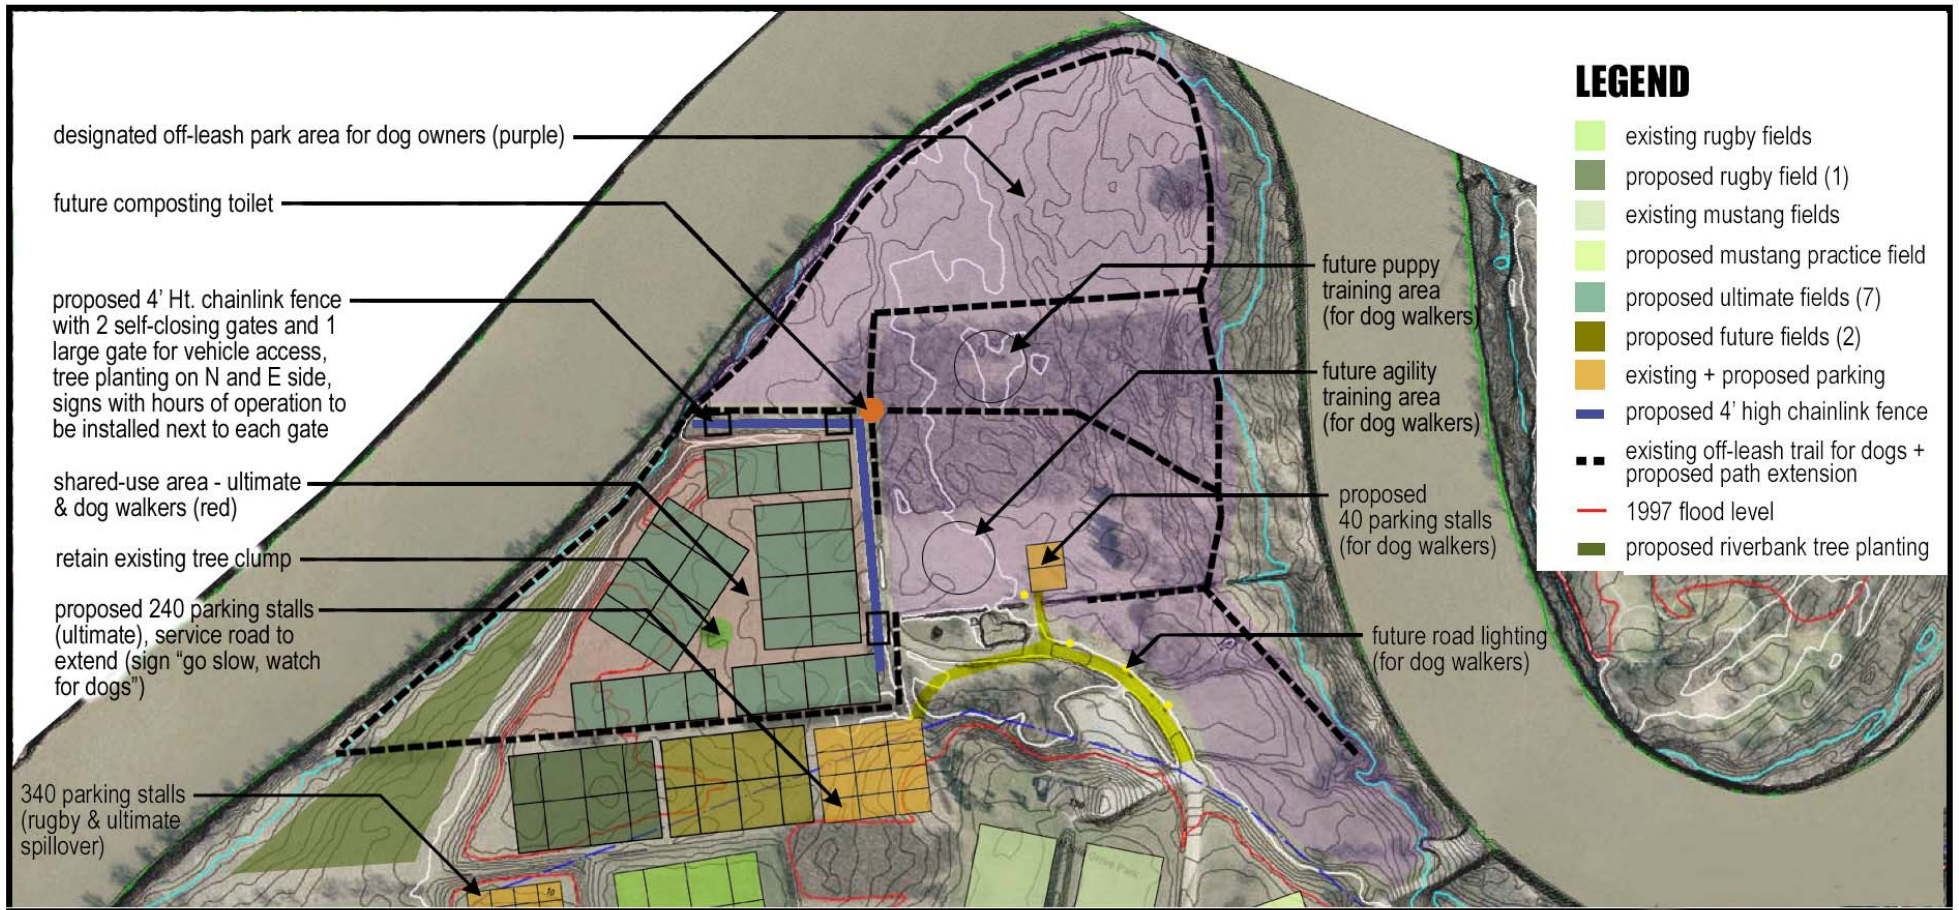 designated off-leash park area for dog owners (purple)
future composting toilet
proposed 4' Ht. chainlink fence
with 2 self-closing gates and 1
large gate for vehicle access,
tree planting on N and E side,
signs with hours of operation to
be installed next to each gate
shared-use area - ultimate
& dog walkers (red)
retain existing tree clump
proposed 240 parking stalls
(ultimate), service road to
extend (sign “go slow, watch
for dogs”)
340 parking stalls
(rugby & ultimate
spillover)
future puppy
training area
(for dog walkers)
future agility
training area
(for dog walkers)
proposed
40 parking stalls
(for dog walkers)
future road lighting
(for dog walkers)
LEGEND
existing rugby fields
proposed rugby field (1)
existing mustang fields
proposed mustang practice field
proposed ultimate fields (7)
proposed future fields (2)
existing + proposed parking
proposed 4' high chainlink fence
existing off-leash trail for dogs +
proposed path extension
1997 flood level
proposed riverbank tree planting
Grove Park